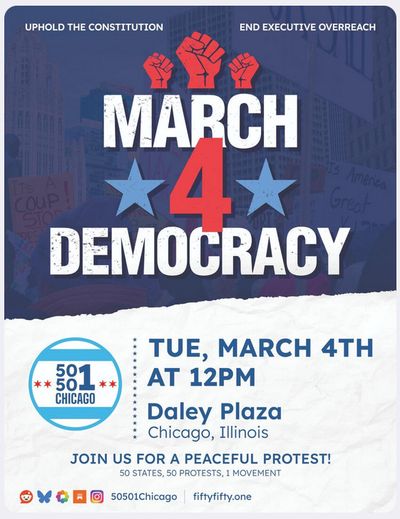 UPHOLD THE CONSTITUTION
END EXECUTIVE OVERREACH
MARCH
4
DEMOCRACY
IT'S A
COUP!
STOP
Is America
Great
50
501
CHICAGO
TUE, MARCH 4TH
AT 12PM
Daley Plaza
Chicago, Illinois
JOIN US FOR A PEACEFUL PROTEST!
50 STATES, 50 PROTESTS, 1 MOVEMENT
50501Chicago
fiftyfifty.one